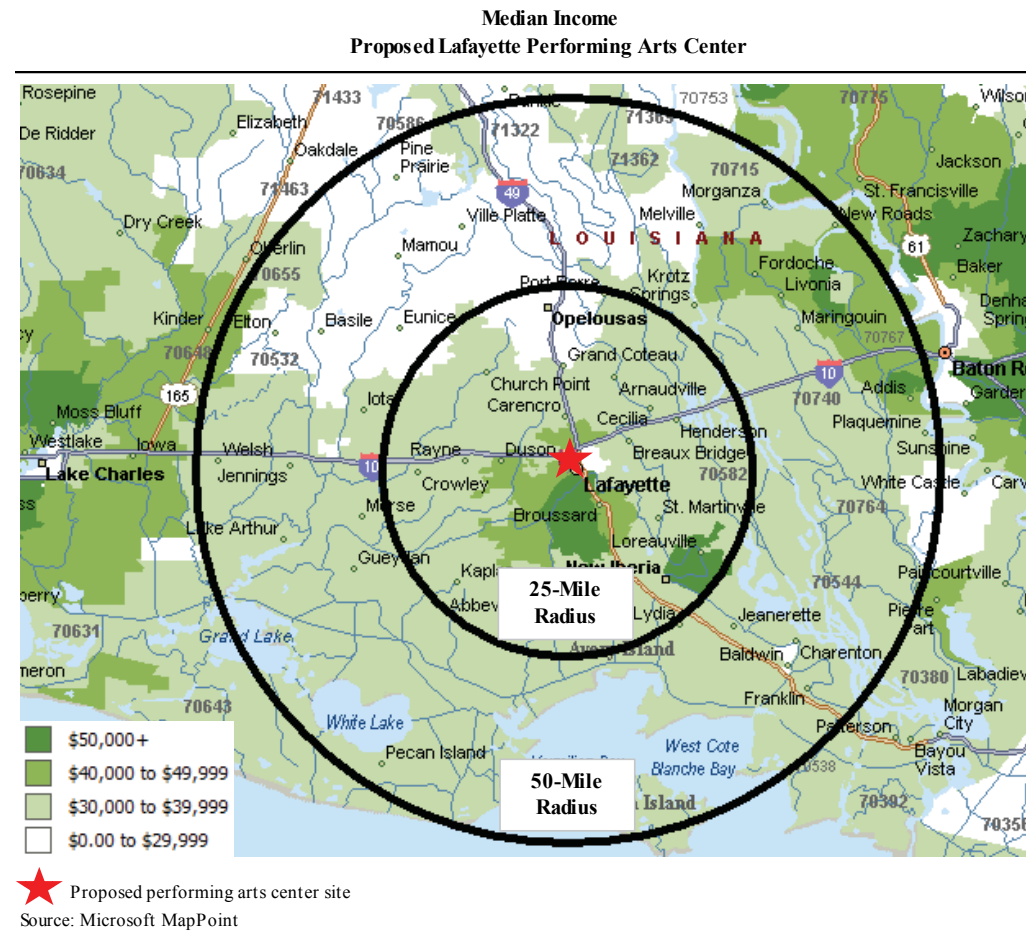 Median Income
Proposed Lafayette Performing Arts Center
Rosepine
71433
70586
71322
70753
70775
De Ridder
Elizabeth
Pine
Prairie
71362
70634
Oakdale
70715
Jackson
71463
49
Morganza
St. Francisville
Dry Creek
Ville Platte
Melville
New Roads
Mamou
LOUISIANA
61
Zachary
Oberlin
70655
Krotz
Springs
Fordoche
Baker
Livonia
Kinder
Elton
Basile
Eunice
Opelousas
Maringouin
70648
70532
Grand Coteau
70767
165
Church Point
Arnaudville
10
Iota
Carencro
70740
Addis
Moss Bluff
Cecilia
Plaquemine
Westlake
Iowa
Welsh
Rayne
Duson
Henderson
Sunshine
Lake Charles
Jennings
10
Crowley
Lafayette
Breaux Bridge
70582
White Castle
Morse
Broussard
St. Martinville
70764
Lake Arthur
Loreauville
Gueydan
New Iberia
25-Mile
Radius
70544
Paincourtville
70631
Lydia
Jeanerette
Pierre
Part
Grand Lake
Avery Island
Baldwin
Charenton
70380
70643
Franklin
White Lake
Patterson
Morgan
City
Pecan Island
West Cote
Blanche Bay
Bayou
Vista
50-Mile
Radius
Island
70392
$50,000+
$40,000 to $49,999
$30,000 to $39,999
$0.00 to $29,999
Proposed performing arts center site
Source: Microsoft MapPoint